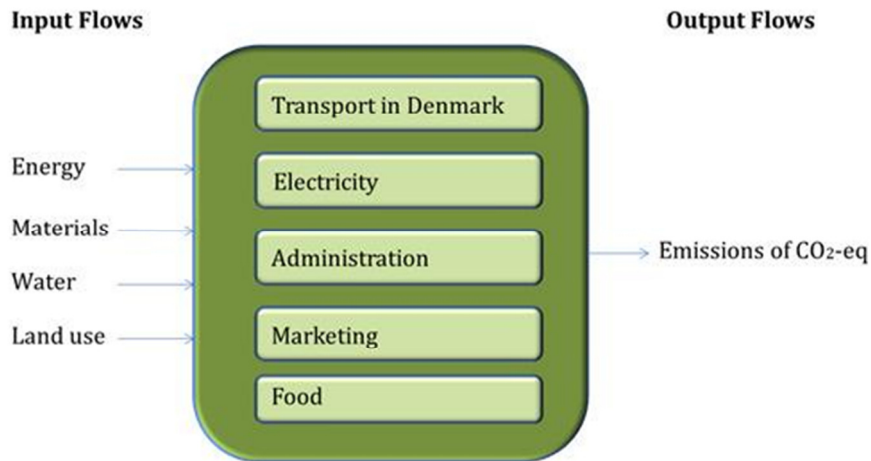 Input Flows
Output Flows
Transport in Denmark
Energy
Electricity
Materials
Administration
Emissions of CO₂-eq
Water
Land use
Marketing
Food